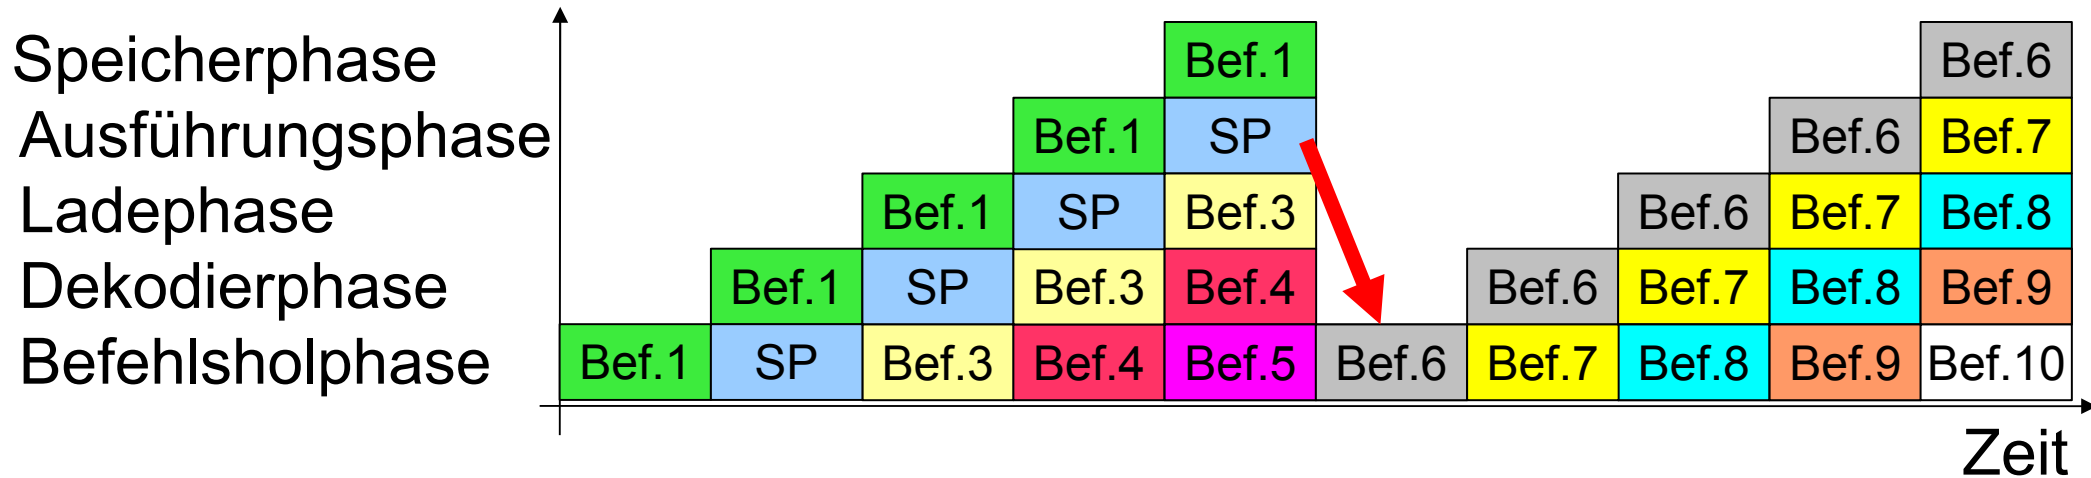 Speicherphase Bef.1 Bef.6
Ausführungsphase Bef.1 SP Bef.6 Bef.7
Ladephase Bef.1 SP Bef.3 Bef.6 Bef.7 Bef.8
Dekodierphase Bef.1 SP Bef.3 Bef.4 Bef.6 Bef.7 Bef.8 Bef.9
Befehlsholphase Bef.1 SP Bef.3 Bef.4 Bef.5 Bef.6 Bef.7 Bef.8 Bef.9 Bef.10
Zeit